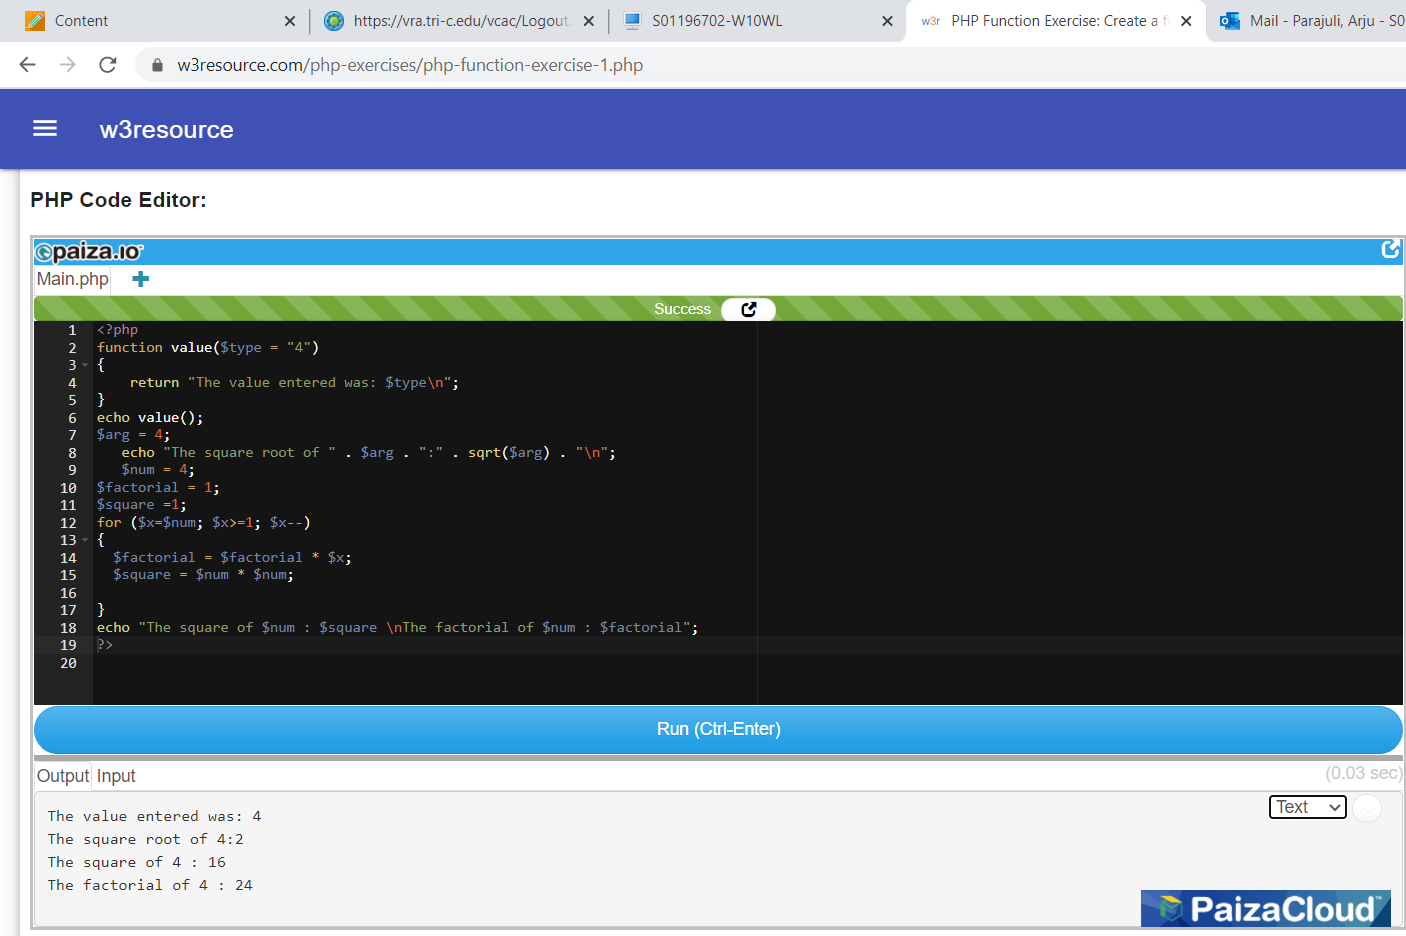 Content
https://vra.tri-c.edu/vcac/Logout.
S01196702-W10WL
w3r PHP Function Exercise: Create a f
Mail - Parajuli, Arju - S0
w3resource.com/php-exercises/php-function-exercise-1.php
w3resource
PHP Code Editor:
paiza.io
Main.php
Success
1 <?php
2 function value($type = "4")
3 {
4 return "The value entered was: $type\n";
5 }
6 echo value();
7 $arg = 4;
8 echo "The square root of " . $arg . ":" . sqrt($arg) . "\n";
9 $num = 4;
10 $factorial = 1;
11 $square =1;
12 for ($x=$num; $x>=1; $x--)
13 {
14 $factorial = $factorial * $x;
15 $square = $num * $num;
16
17 }
18 echo "The square of $num : $square \nThe factorial of $num : $factorial";
19 ?>
20
Run (Ctrl-Enter)
Output Input (0.03 sec)
Text
The value entered was: 4
The square root of 4:2
The square of 4 : 16
The factorial of 4 : 24
PaizaCloud™